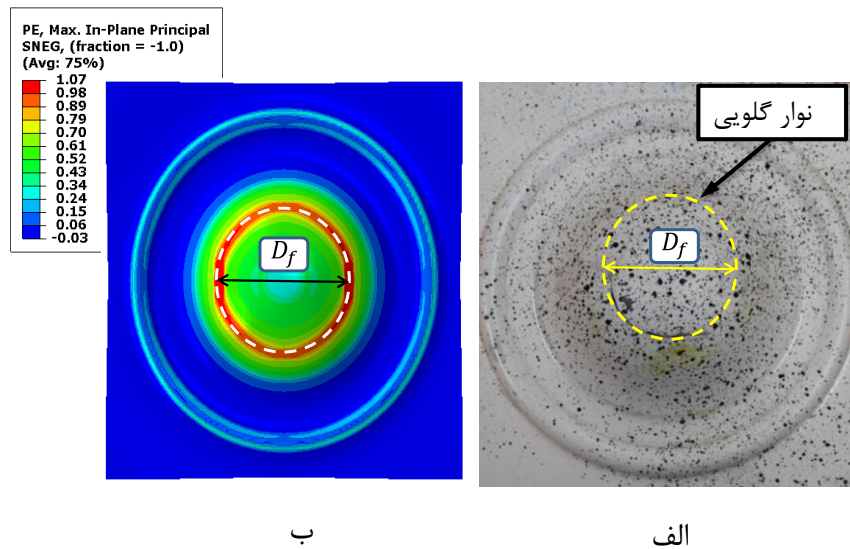 PE, Max. In-Plane Principal
SNEG, (fraction = -1.0)
(Avg: 75%)
1.07
0.98
0.89
0.79
0.70
0.61
0.52
0.43
0.34
0.24
0.15
0.06
-0.03
نوار گلویی
D_f
D_f
الف
ب